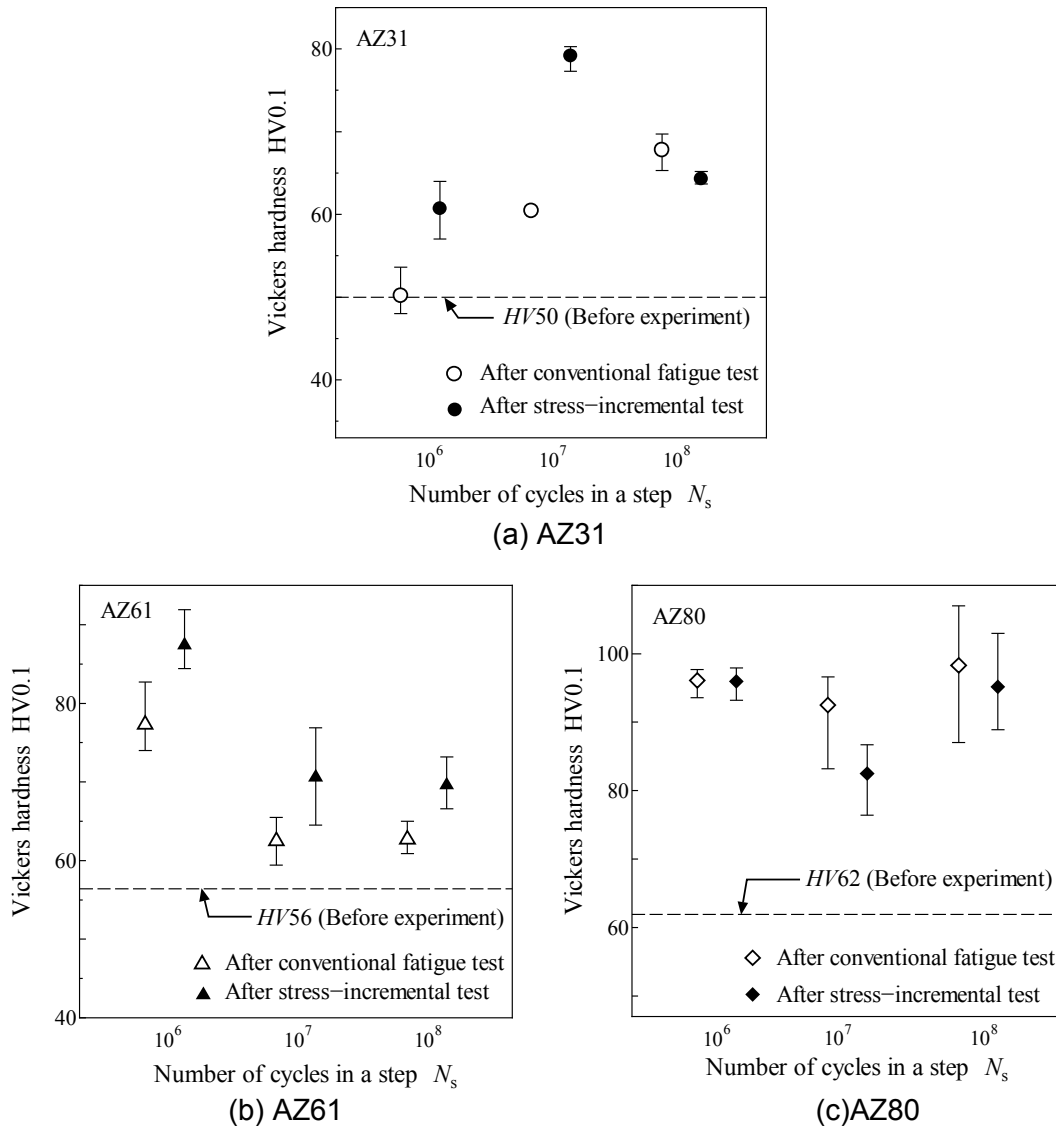 AZ31
80
60
40
Vickers hardness HV0.1
HV50 (Before experiment)
After conventional fatigue test
After stress−incremental test
10^6
10^7
10^8
Number of cycles in a step N_s
(a) AZ31
AZ61
80
60
40
Vickers hardness HV0.1
HV56 (Before experiment)
After conventional fatigue test
After stress−incremental test
10^6
10^7
10^8
Number of cycles in a step N_s
(b) AZ61
AZ80
100
80
60
Vickers hardness HV0.1
HV62 (Before experiment)
After conventional fatigue test
After stress−incremental test
10^6
10^7
10^8
Number of cycles in a step N_s
(c)AZ80